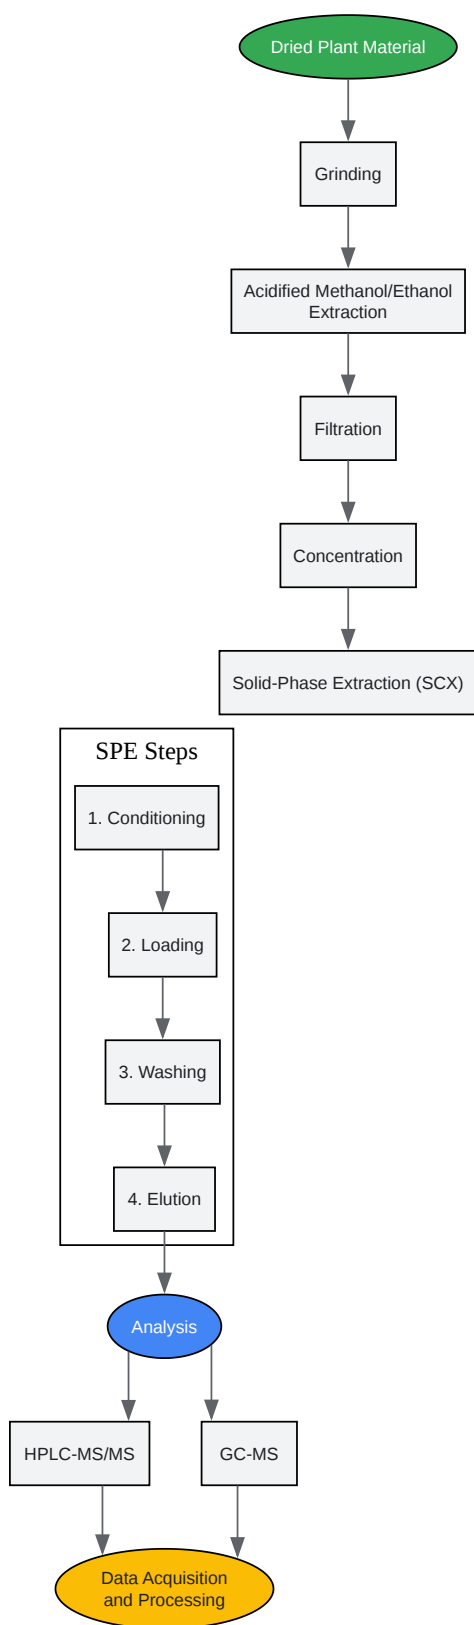 Dried Plant Material
Grinding
Acidified Methanol/Ethanol
Extraction
Filtration
Concentration
Solid-Phase Extraction (SCX)
SPE Steps
1. Conditioning
2. Loading
3. Washing
4. Elution
Analysis
HPLC-MS/MS
GC-MS
Data Acquisition
and Processing